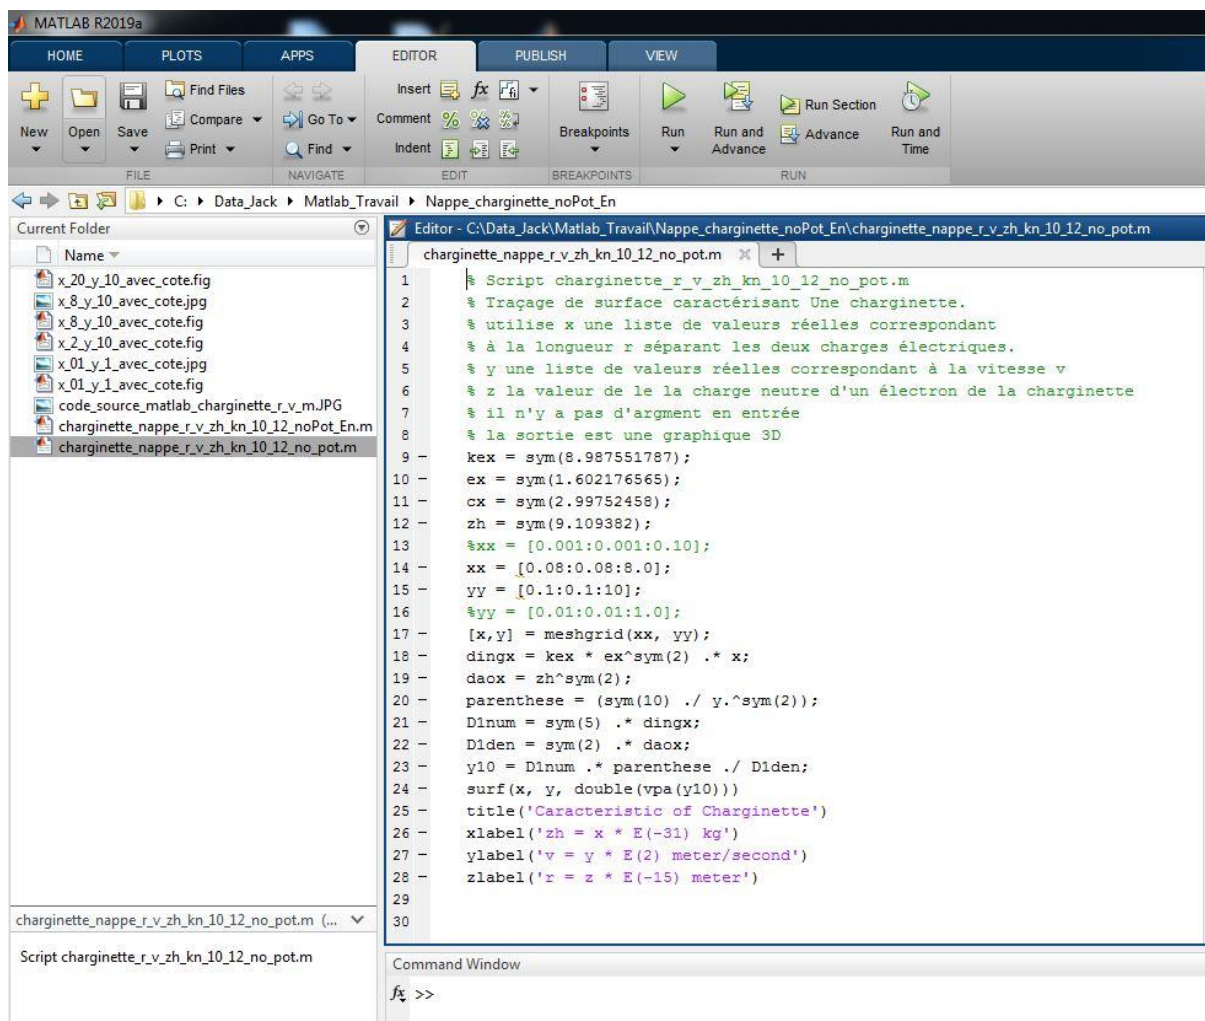 MATLAB R2019a
HOME PLOTS APPS EDITOR PUBLISH VIEW
New Open Save Find Files Compare Print
Go To Find
Insert fx
Comment
Indent
Breakpoints
Run Run and Advance Run Section Advance Run and Time
FILE NAVIGATE EDIT BREAKPOINTS RUN
C: Data_Jack Matlab_Travail Nappe_charginette_noPot_En
Current Folder
Name
x_20_y_10_avec_cote.fig
x_8_y_10_avec_cote.jpg
x_8_y_10_avec_cote.fig
x_2_y_10_avec_cote.fig
x_01_y_1_avec_cote.jpg
x_01_y_1_avec_cote.fig
code_source_matlab_charginette_r_v_m.JPG
charginette_nappe_r_v_zh_kn_10_12_noPot_En.m
charginette_nappe_r_v_zh_kn_10_12_no_pot.m
charginette_nappe_r_v_zh_kn_10_12_no_pot.m (...
Script charginette_r_v_zh_kn_10_12_no_pot.m
Editor - C:\Data_Jack\Matlab_Travail\Nappe_charginette_noPot_En\charginette_nappe_r_v_zh_kn_10_12_no_pot.m
charginette_nappe_r_v_zh_kn_10_12_no_pot.m
1 % Script charginette_r_v_zh_kn_10_12_no_pot.m
2 % Traçage de surface caractérisant Une charginette.
3 % utilise x une liste de valeurs réelles correspondant
4 % à la longueur r séparant les deux charges électriques.
5 % y une liste de valeurs réelles correspondant à la vitesse v
6 % z la valeur de le la charge neutre d'un électron de la charginette
7 % il n'y a pas d'argment en entrée
8 % la sortie est une graphique 3D
9 - kex = sym(8.987551787);
10 - ex = sym(1.602176565);
11 - cx = sym(2.99752458);
12 - zh = sym(9.109382);
13 %xx = [0.001:0.001:0.10];
14 - xx = [0.08:0.08:8.0];
15 - yy = [0.1:0.1:10];
16 %yy = [0.01:0.01:1.0];
17 - [x,y] = meshgrid(xx, yy);
18 - dingx = kex * ex^sym(2) .* x;
19 - daox = zh^sym(2);
20 - parenthese = (sym(10) ./ y.^sym(2));
21 - D1num = sym(5) .* dingx;
22 - D1den = sym(2) .* daox;
23 - y10 = D1num .* parenthese ./ D1den;
24 - surf(x, y, double(vpa(y10)))
25 - title('Caracteristic of Charginette')
26 - xlabel('zh = x * E(-31) kg')
27 - ylabel('v = y * E(2) meter/second')
28 - zlabel('r = z * E(-15) meter')
29
30
Command Window
fx >>